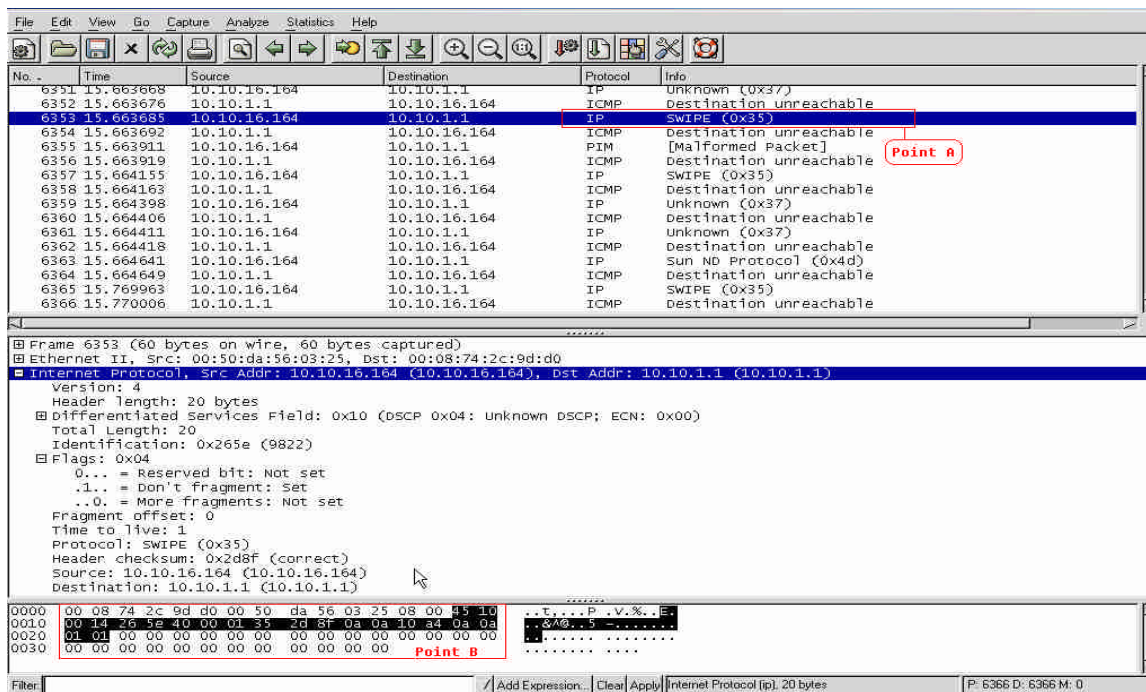 File Edit View Go Capture Analyze Statistics Help
No. . Time Source Destination Protocol Info
6351 15.663668 10.10.16.164 10.10.1.1 IP Unknown (0x37)
6352 15.663676 10.10.1.1 10.10.16.164 ICMP Destination unreachable
6353 15.663685 10.10.16.164 10.10.1.1 IP SWIPE (0x35)
6354 15.663692 10.10.1.1 10.10.16.164 ICMP Destination unreachable
6355 15.663911 10.10.16.164 10.10.1.1 PIM [Malformed Packet]
Point A
6356 15.663919 10.10.1.1 10.10.16.164 ICMP Destination unreachable
6357 15.664155 10.10.16.164 10.10.1.1 IP SWIPE (0x35)
6358 15.664163 10.10.1.1 10.10.16.164 ICMP Destination unreachable
6359 15.664398 10.10.16.164 10.10.1.1 IP Unknown (0x37)
6360 15.664406 10.10.1.1 10.10.16.164 ICMP Destination unreachable
6361 15.664411 10.10.16.164 10.10.1.1 IP Unknown (0x37)
6362 15.664418 10.10.1.1 10.10.16.164 ICMP Destination unreachable
6363 15.664641 10.10.16.164 10.10.1.1 IP Sun ND Protocol (0x4d)
6364 15.664649 10.10.1.1 10.10.16.164 ICMP Destination unreachable
6365 15.769963 10.10.16.164 10.10.1.1 IP SWIPE (0x35)
6366 15.770006 10.10.1.1 10.10.16.164 ICMP Destination unreachable
Frame 6353 (60 bytes on wire, 60 bytes captured)
Ethernet II, Src: 00:50:da:56:03:25, Dst: 00:08:74:2c:9d:d0
Internet Protocol, Src Addr: 10.10.16.164 (10.10.16.164), Dst Addr: 10.10.1.1 (10.10.1.1)
Version: 4
Header length: 20 bytes
Differentiated Services Field: 0x10 (DSCP 0x04: Unknown DSCP; ECN: 0x00)
Total Length: 20
Identification: 0x265e (9822)
Flags: 0x04
0... = Reserved bit: Not set
.1.. = Don't fragment: Set
..0. = More fragments: Not set
Fragment offset: 0
Time to live: 1
Protocol: SWIPE (0x35)
Header checksum: 0x2d8f (correct)
Source: 10.10.16.164 (10.10.16.164)
Destination: 10.10.1.1 (10.10.1.1)
0000 00 08 74 2c 9d d0 00 50 da 56 03 25 08 00 45 10 ..t,...P .V.%..E.
0010 00 14 26 5e 40 00 01 35 2d 8f 0a 0a 10 a4 0a 0a ..&^@..5 -.......
0020 01 01 00 00 00 00 00 00 00 00 00 00 00 00 00 00 ........ ........
0030 00 00 00 00 00 00 00 00 00 00 00 00 ........ ....
Point B
Filter: / Add Expression... Clear Apply Internet Protocol (ip), 20 bytes P: 6366 D: 6366 M: 0